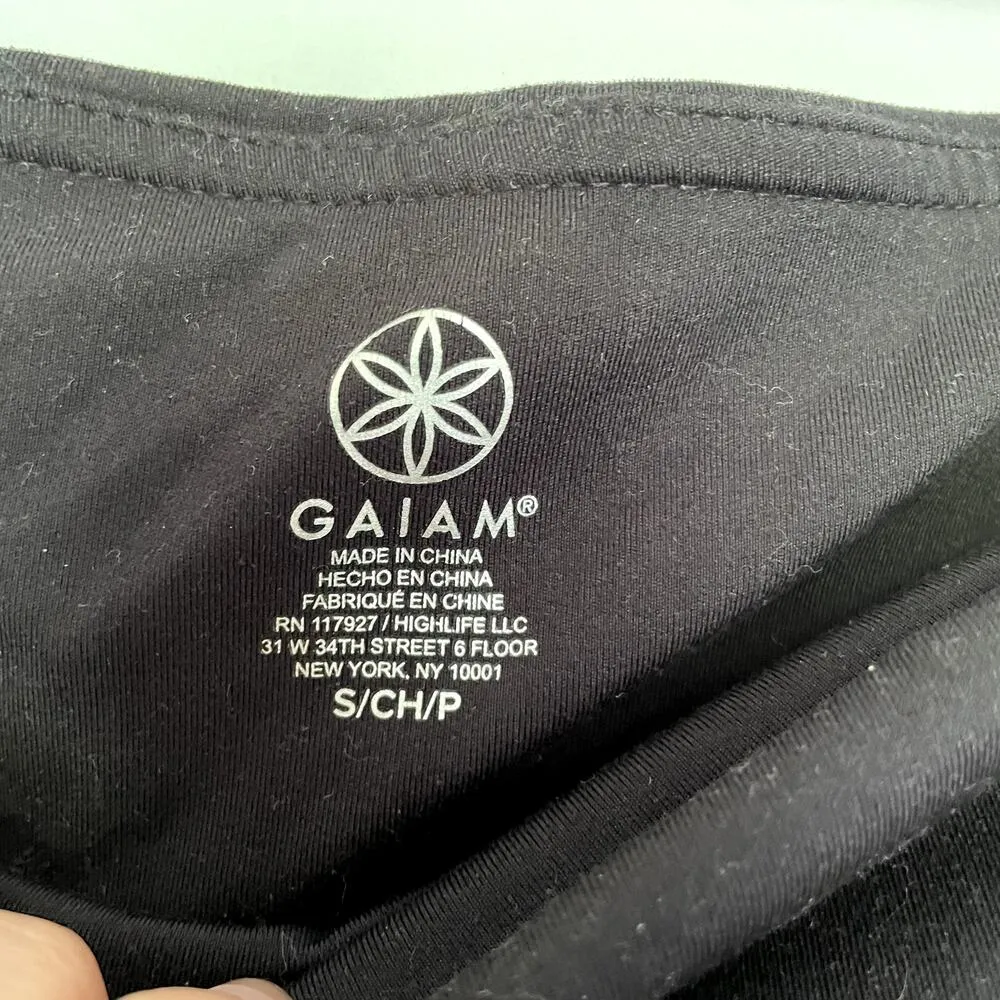 GAIAM®
MADE IN CHINA
HECHO EN CHINA
FABRIQUÉ EN CHINE
RN 117927 / HIGHLIFE LLC
31 W 34TH STREET 6 FLOOR
NEW YORK, NY 10001
S/CH/P